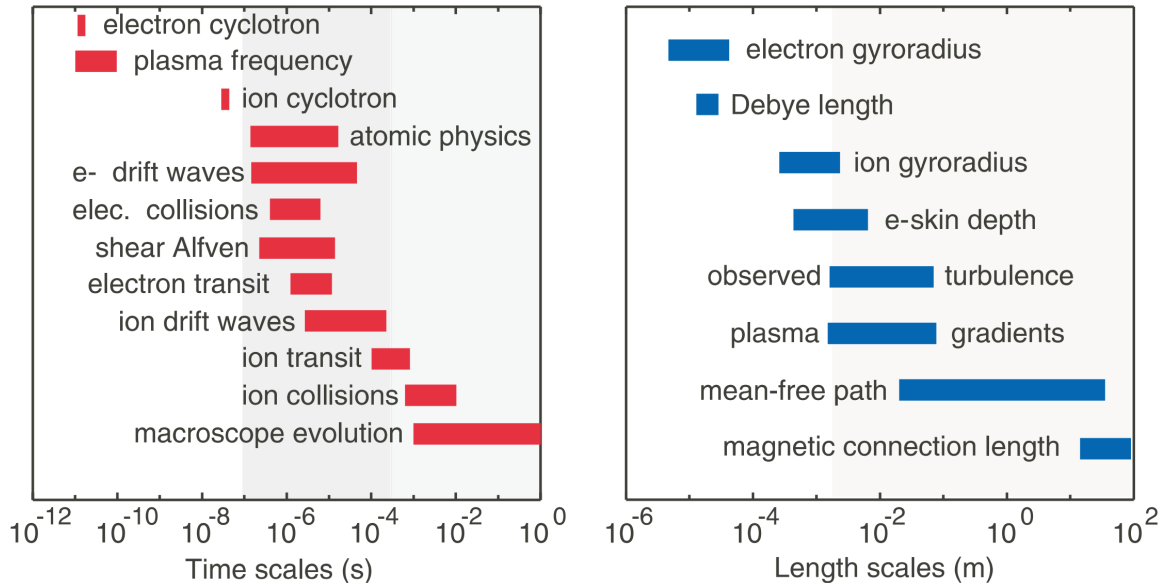 electron cyclotron
plasma frequency
ion cyclotron
atomic physics
e- drift waves
elec. collisions
shear Alfven
electron transit
ion drift waves
ion transit
ion collisions
macroscope evolution
10^-12 10^-10 10^-8 10^-6 10^-4 10^-2 10^0
Time scales (s)
electron gyroradius
Debye length
ion gyroradius
e-skin depth
observed turbulence
plasma gradients
mean-free path
magnetic connection length
10^-6 10^-4 10^-2 10^0 10^2
Length scales (m)